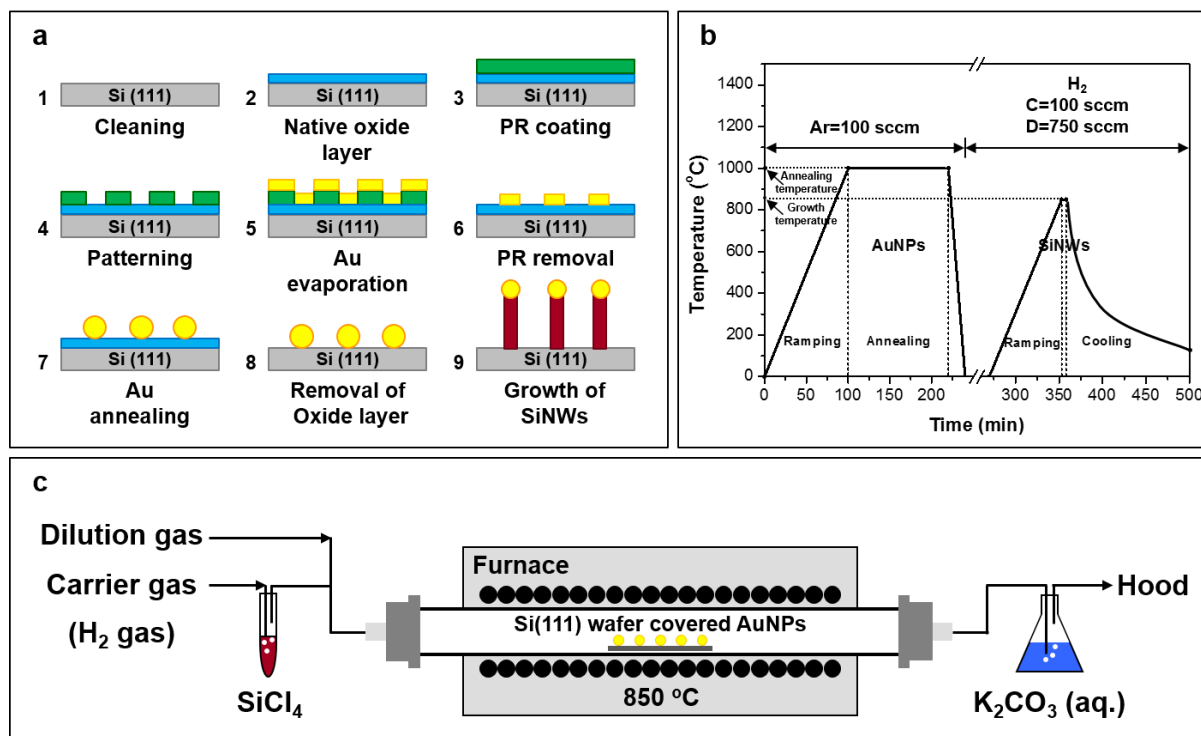 a
1
Si (111)
Cleaning
2
Si (111)
Native oxide
layer
3
Si (111)
PR coating
4
Si (111)
Patterning
5
Si (111)
Au
evaporation
6
Si (111)
PR removal
7
Si (111)
Au
annealing
8
Si (111)
Removal of
Oxide layer
9
Si (111)
Growth of
SiNWs
b
H₂
C=100 sccm
D=750 sccm
Ar=100 sccm
Annealing
temperature
Growth
temperature
AuNPs
SiNWs
Ramping
Annealing
Ramping
Cooling
Temperature (°C)
1400
1200
1000
800
600
400
200
0
0 50 100 150 200 300 350 400 450 500
Time (min)
c
Dilution gas
Carrier gas
(H₂ gas)
SiCl₄
Furnace
Si(111) wafer covered AuNPs
850 °C
Hood
K₂CO₃ (aq.)